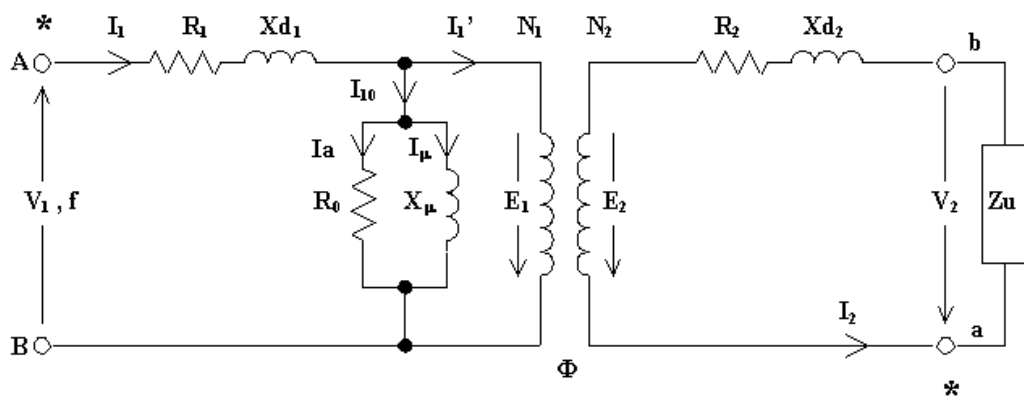 * I₁ R₁ Xd₁ I₁’ N₁ N₂ R₂ Xd₂ b
A
I₁₀
Ia Iμ
V₁ , f R₀ Xμ E₁ E₂ V₂ Zu
I₂ a
B
Φ
*